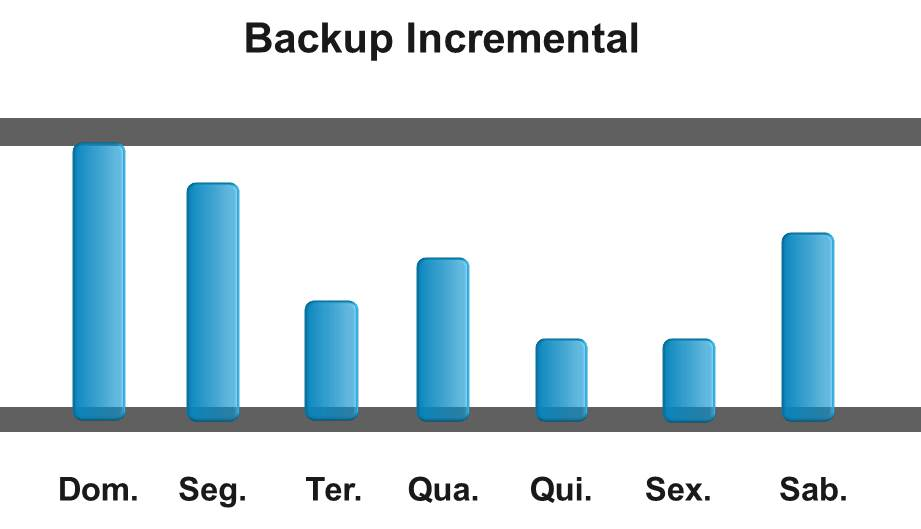 Backup Incremental
Dom. Seg. Ter. Qua. Qui. Sex. Sab.